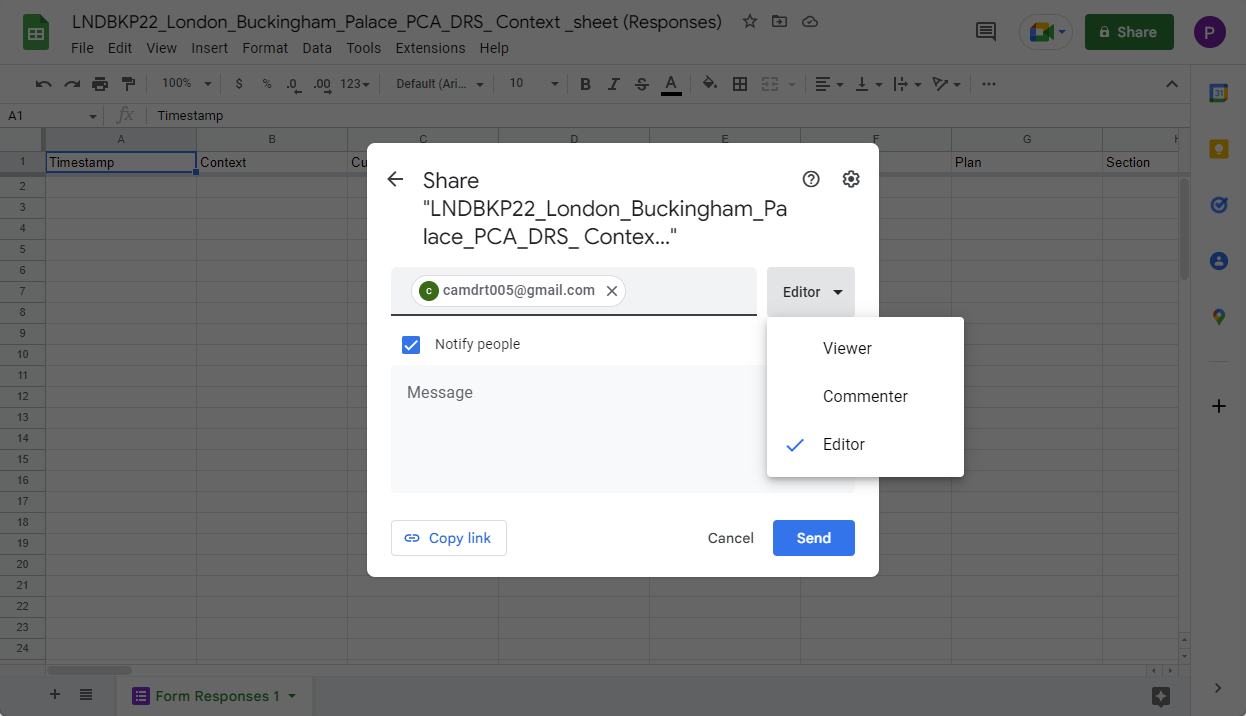 LNDBKP22_London_Buckingham_Palace_PCA_DRS_ Context _sheet (Responses)
File Edit View Insert Format Data Tools Extensions Help
Share
P
100% $ % .0 .00 123 Default (Ari... 10 B I S A
A1 fx Timestamp
31
A B C D E F G H
1 Timestamp Context Cu Plan Section
2
3
4
5
6
7
8
9
10
11
12
13
14
15
16
17
18
19
20
21
22
23
24
Share
"LNDBKP22_London_Buckingham_Pa
lace_PCA_DRS_ Contex..."
c camdrt005@gmail.com
Editor
Notify people
Viewer
Message
Commenter
Editor
Copy link
Cancel
Send
Form Responses 1